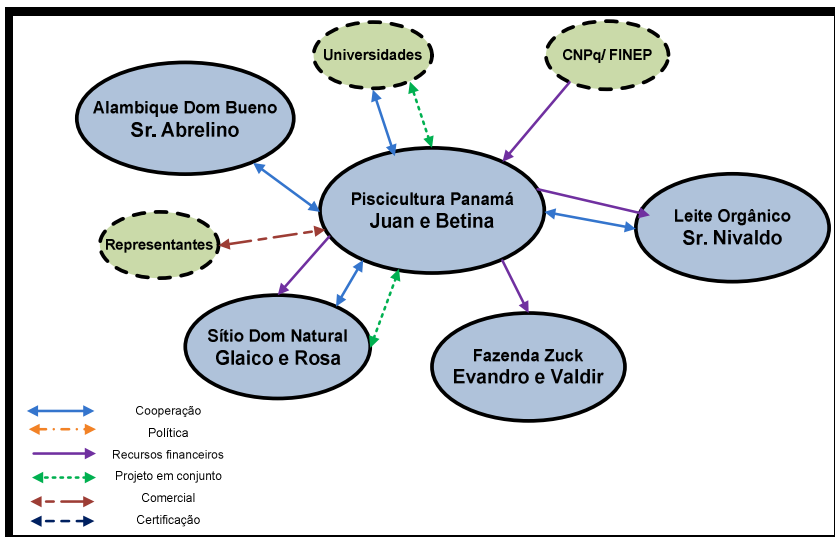 Universidades
CNPq/ FINEP
Alambique Dom Bueno
Sr. Abrelino
Piscicultura Panamá
Juan e Betina
Leite Orgânico
Sr. Nivaldo
Representantes
Sítio Dom Natural
Glaico e Rosa
Fazenda Zuck
Evandro e Valdir
Cooperação
Política
Recursos financeiros
Projeto em conjunto
Comercial
Certificação